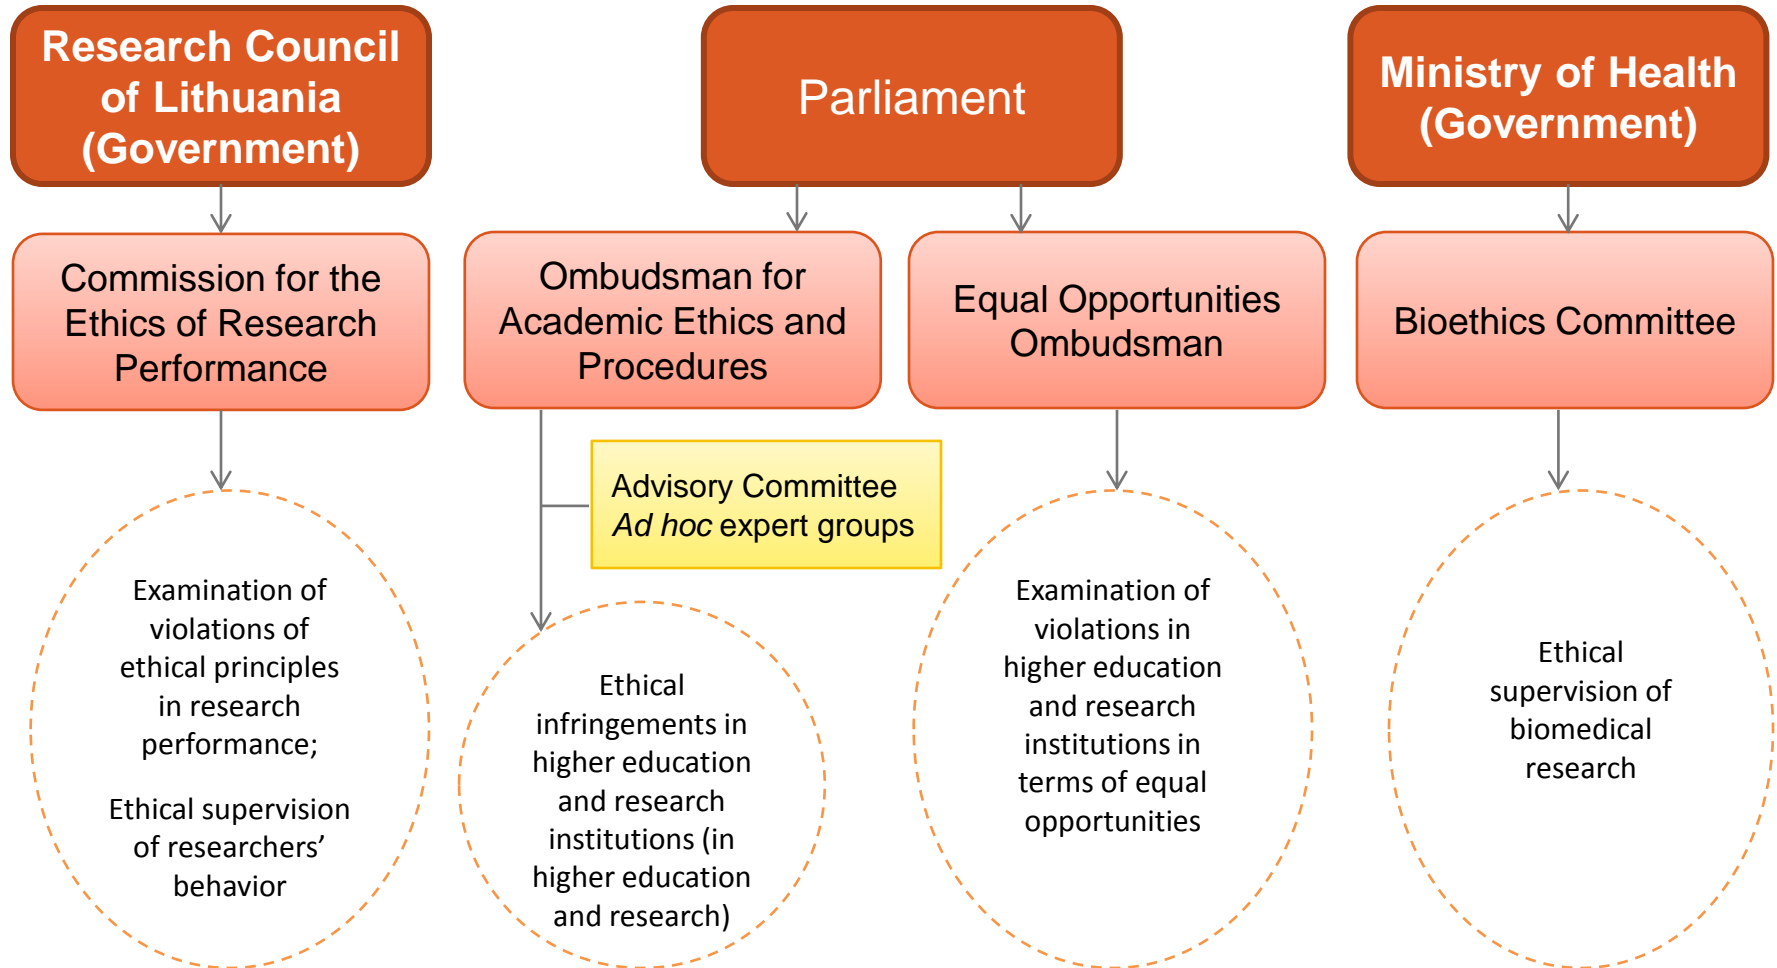 Research Council
of Lithuania
(Government)
Parliament
Ministry of Health
(Government)
Commission for the
Ethics of Research
Performance
Ombudsman for
Academic Ethics and
Procedures
Equal Opportunities
Ombudsman
Bioethics Committee
Advisory Committee
Ad hoc expert groups
Examination of
violations of
ethical principles
in research
performance;
Ethical supervision
of researchers’
behavior
Ethical
infringements in
higher education
and research
institutions (in
higher education
and research)
Examination of
violations in
higher education
and research
institutions in
terms of equal
opportunities
Ethical
supervision of
biomedical
research